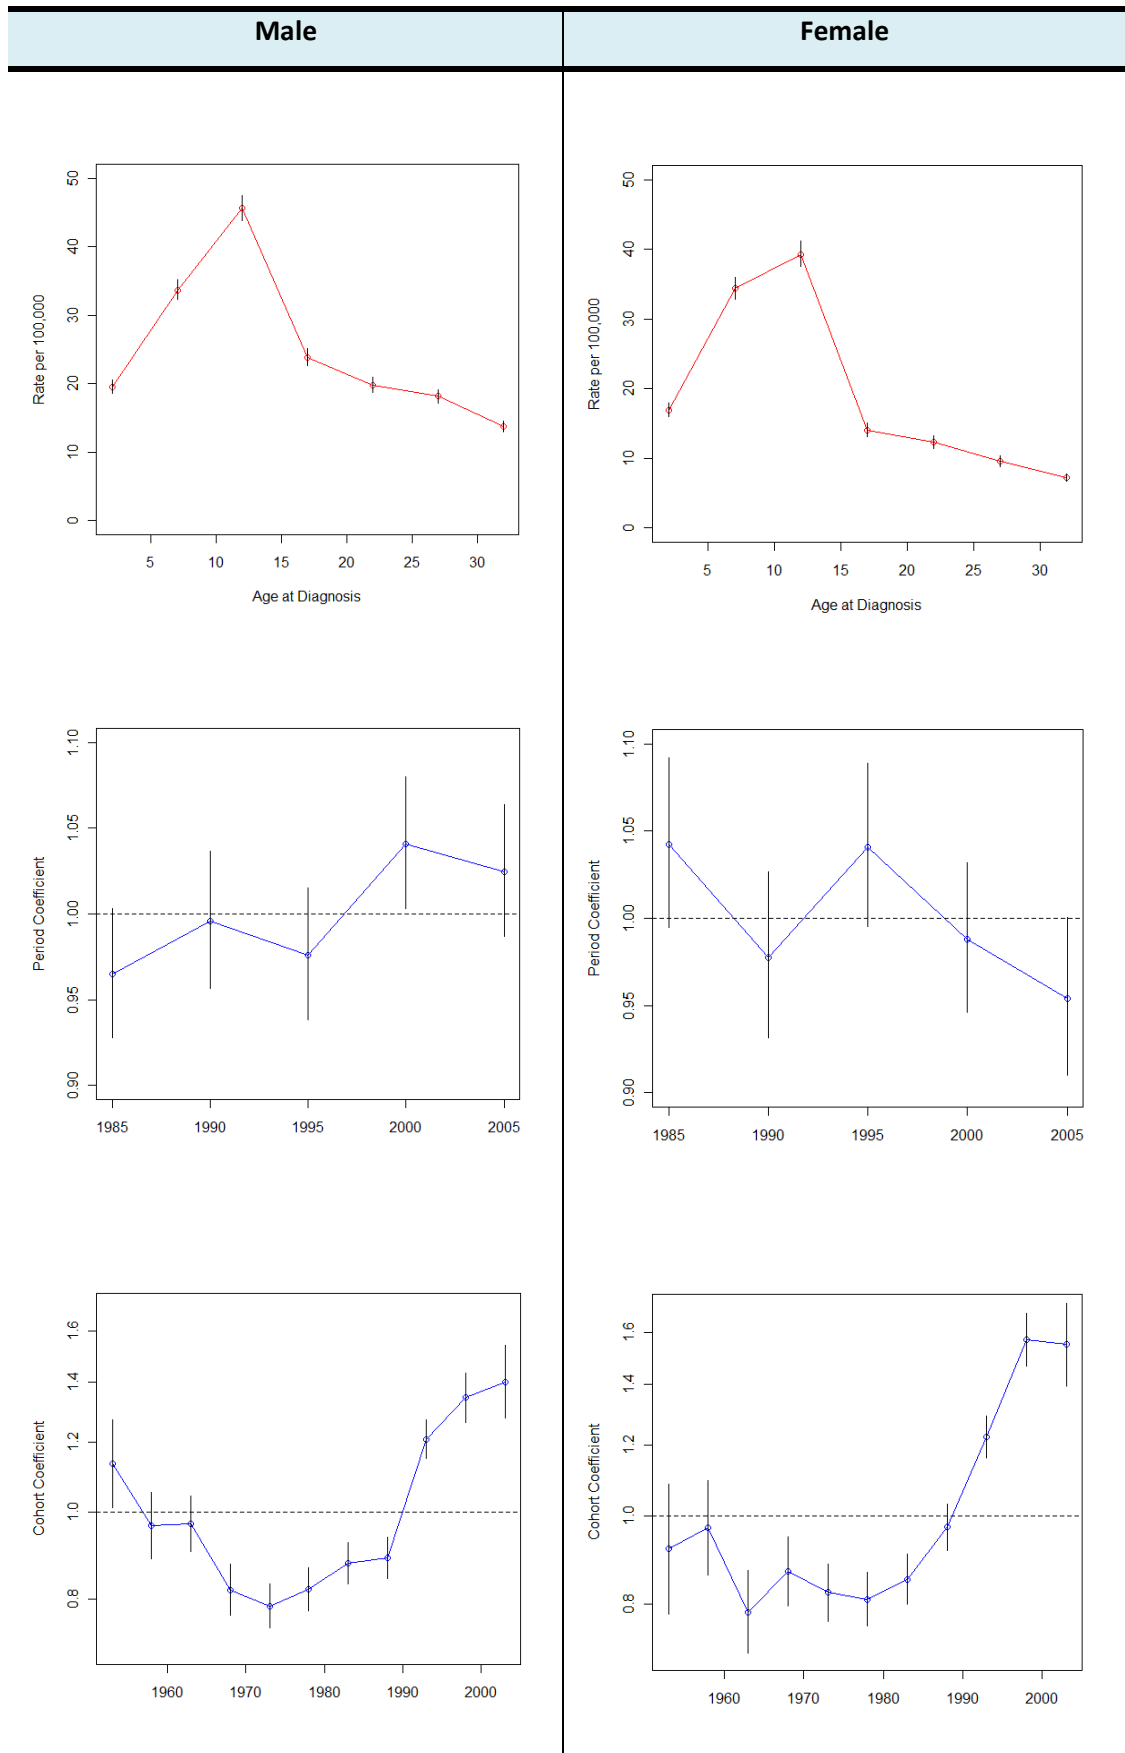 Male Female
50
40
30
20
10
0
Rate per 100,000
5 10 15 20 25 30
Age at Diagnosis
50
40
30
20
10
0
Rate per 100,000
5 10 15 20 25 30
Age at Diagnosis
1.10
1.05
1.00
0.95
0.90
Period Coefficient
1985 1990 1995 2000 2005
1.10
1.05
1.00
0.95
0.90
Period Coefficient
1985 1990 1995 2000 2005
1.6
1.4
1.2
1.0
0.8
Cohort Coefficient
1960 1970 1980 1990 2000
1.6
1.4
1.2
1.0
0.8
Cohort Coefficient
1960 1970 1980 1990 2000